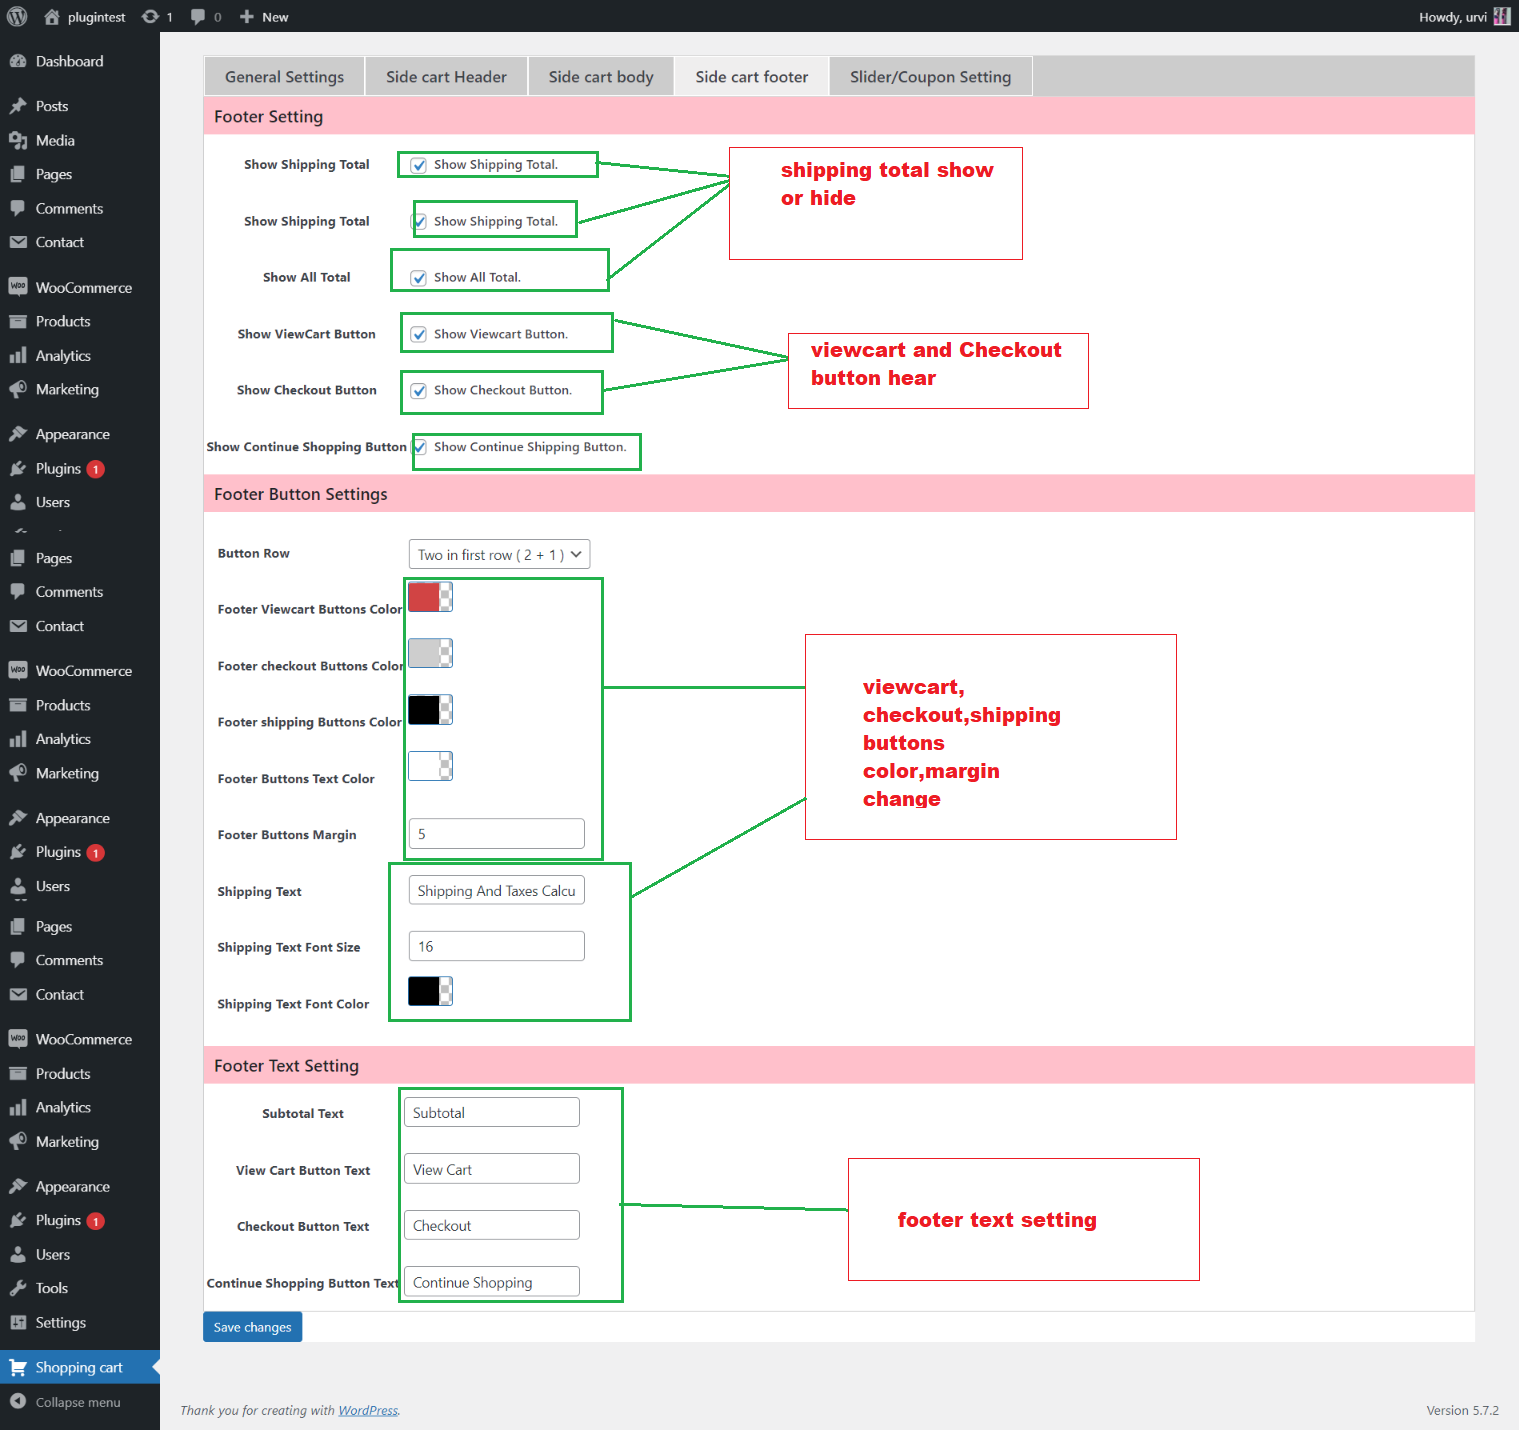 plugintest
1
0
New
Howdy, urvi
Dashboard
Posts
Media
Pages
Comments
Contact
WooCommerce
Products
Analytics
Marketing
Appearance
Plugins 1
Users
Pages
Comments
Contact
WooCommerce
Products
Analytics
Marketing
Appearance
Plugins 1
Users
Pages
Comments
Contact
WooCommerce
Products
Analytics
Marketing
Appearance
Plugins 1
Users
Tools
Settings
Shopping cart
Collapse menu
General Settings
Side cart Header
Side cart body
Side cart footer
Slider/Coupon Setting
Footer Setting
Show Shipping Total
Show Shipping Total.
Show Shipping Total
Show Shipping Total.
Show All Total
Show All Total.
shipping total show
or hide
Show ViewCart Button
Show Viewcart Button.
Show Checkout Button
Show Checkout Button.
viewcart and Checkout
button hear
Show Continue Shopping Button
Show Continue Shipping Button.
Footer Button Settings
Button Row
Two in first row ( 2 + 1 )
Footer Viewcart Buttons Color
Footer checkout Buttons Color
Footer shipping Buttons Color
Footer Buttons Text Color
Footer Buttons Margin
5
viewcart,
checkout,shipping
buttons
color,margin
change
Shipping Text
Shipping And Taxes Calcu
Shipping Text Font Size
16
Shipping Text Font Color
Footer Text Setting
Subtotal Text
Subtotal
View Cart Button Text
View Cart
Checkout Button Text
Checkout
Continue Shopping Button Text
Continue Shopping
footer text setting
Save changes
Thank you for creating with WordPress.
Version 5.7.2